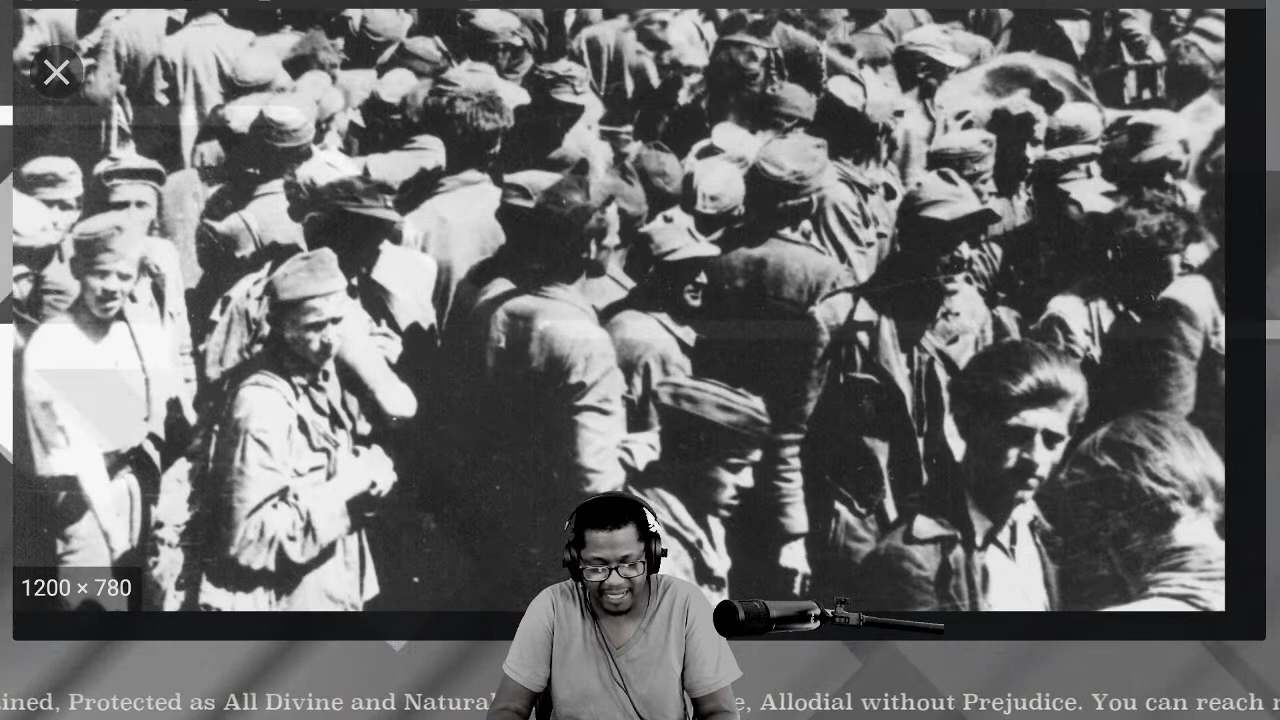 1200 × 780
ined, Protected as All Divine and Natural e, Allodial without Prejudice. You can reach